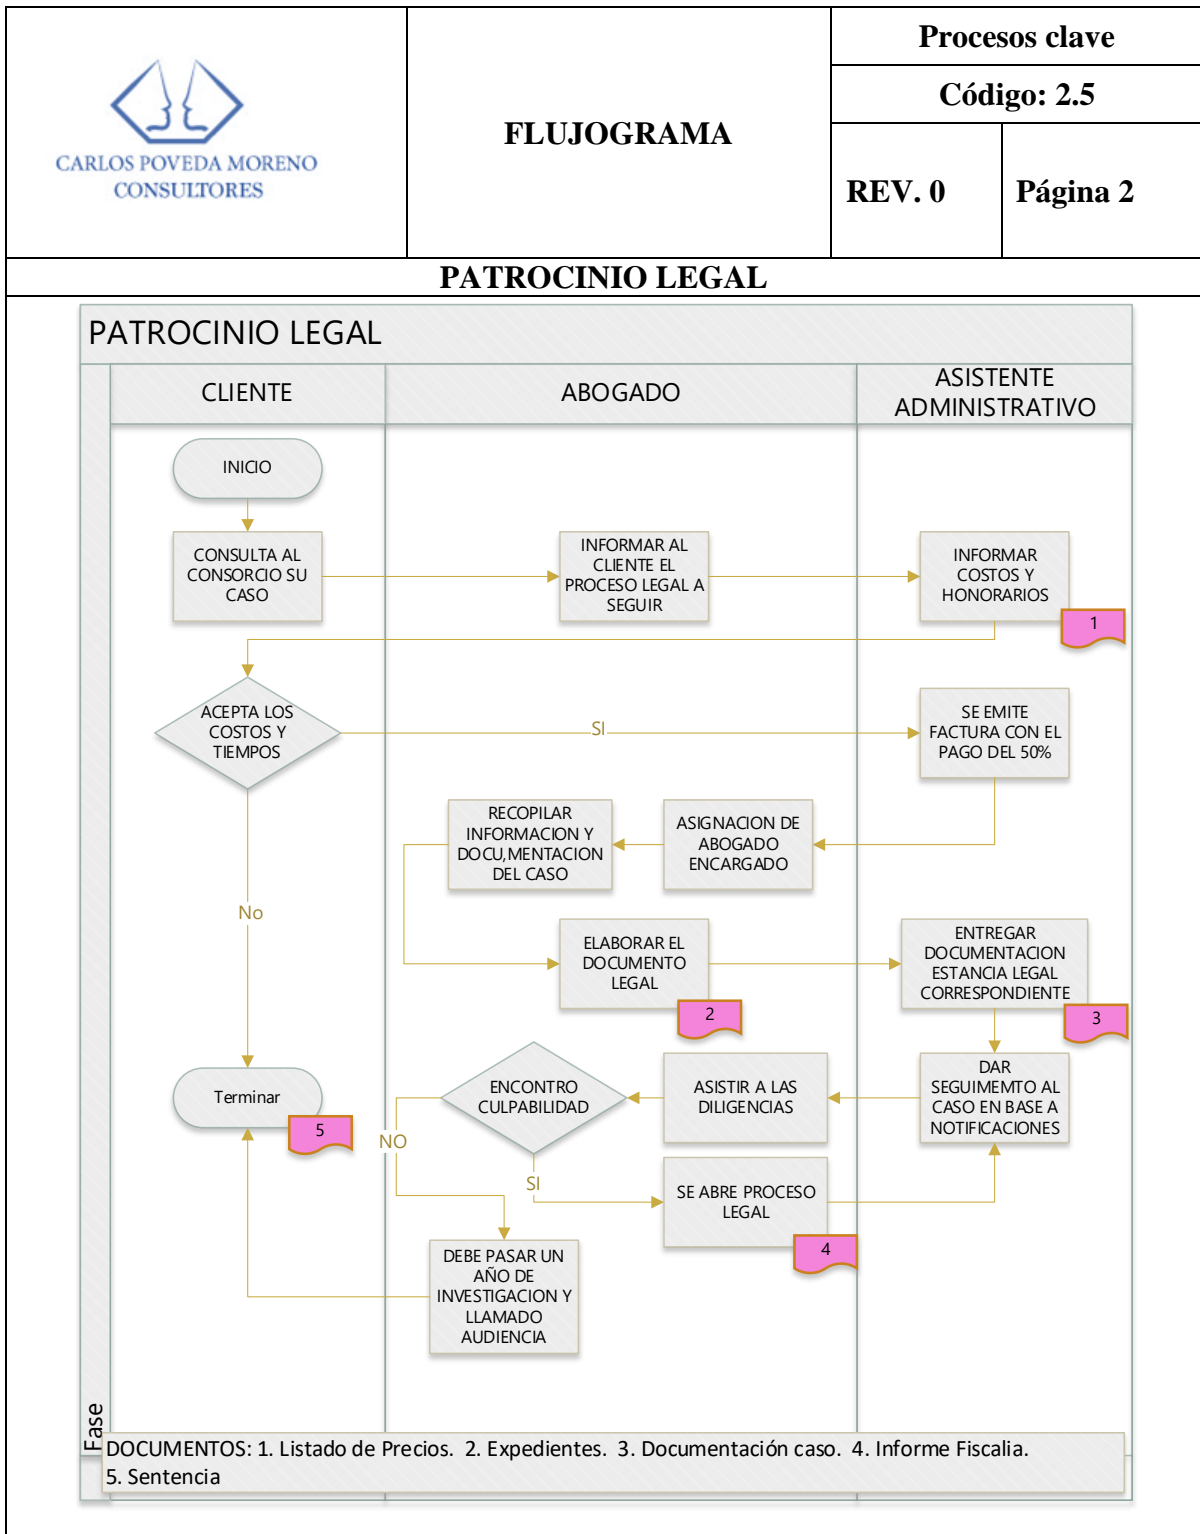 CARLOS POVEDA MORENO
CONSULTORES
FLUJOGRAMA
Procesos clave
Código: 2.5
REV. 0
Página 2
PATROCINIO LEGAL
PATROCINIO LEGAL
CLIENTE
ABOGADO
ASISTENTE
ADMINISTRATIVO
INICIO
CONSULTA AL
CONSORCIO SU
CASO
INFORMAR AL
CLIENTE EL
PROCESO LEGAL A
SEGUIR
INFORMAR
COSTOS Y
HONORARIOS
1
ACEPTA LOS
COSTOS Y
TIEMPOS
SI
SE EMITE
FACTURA CON EL
PAGO DEL 50%
RECOPILAR
INFORMACION Y
DOCU,MENTACION
DEL CASO
ASIGNACION DE
ABOGADO
ENCARGADO
No
ELABORAR EL
DOCUMENTO
LEGAL
2
ENTREGAR
DOCUMENTACION
ESTANCIA LEGAL
CORRESPONDIENTE
3
Terminar
5
ENCONTRO
CULPABILIDAD
ASISTIR A LAS
DILIGENCIAS
DAR
SEGUIMEMTO AL
CASO EN BASE A
NOTIFICACIONES
NO
SI
SE ABRE PROCESO
LEGAL
4
DEBE PASAR UN
AÑO DE
INVESTIGACION Y
LLAMADO
AUDIENCIA
Fase
DOCUMENTOS: 1. Listado de Precios. 2. Expedientes. 3. Documentación caso. 4. Informe Fiscalia.
5. Sentencia